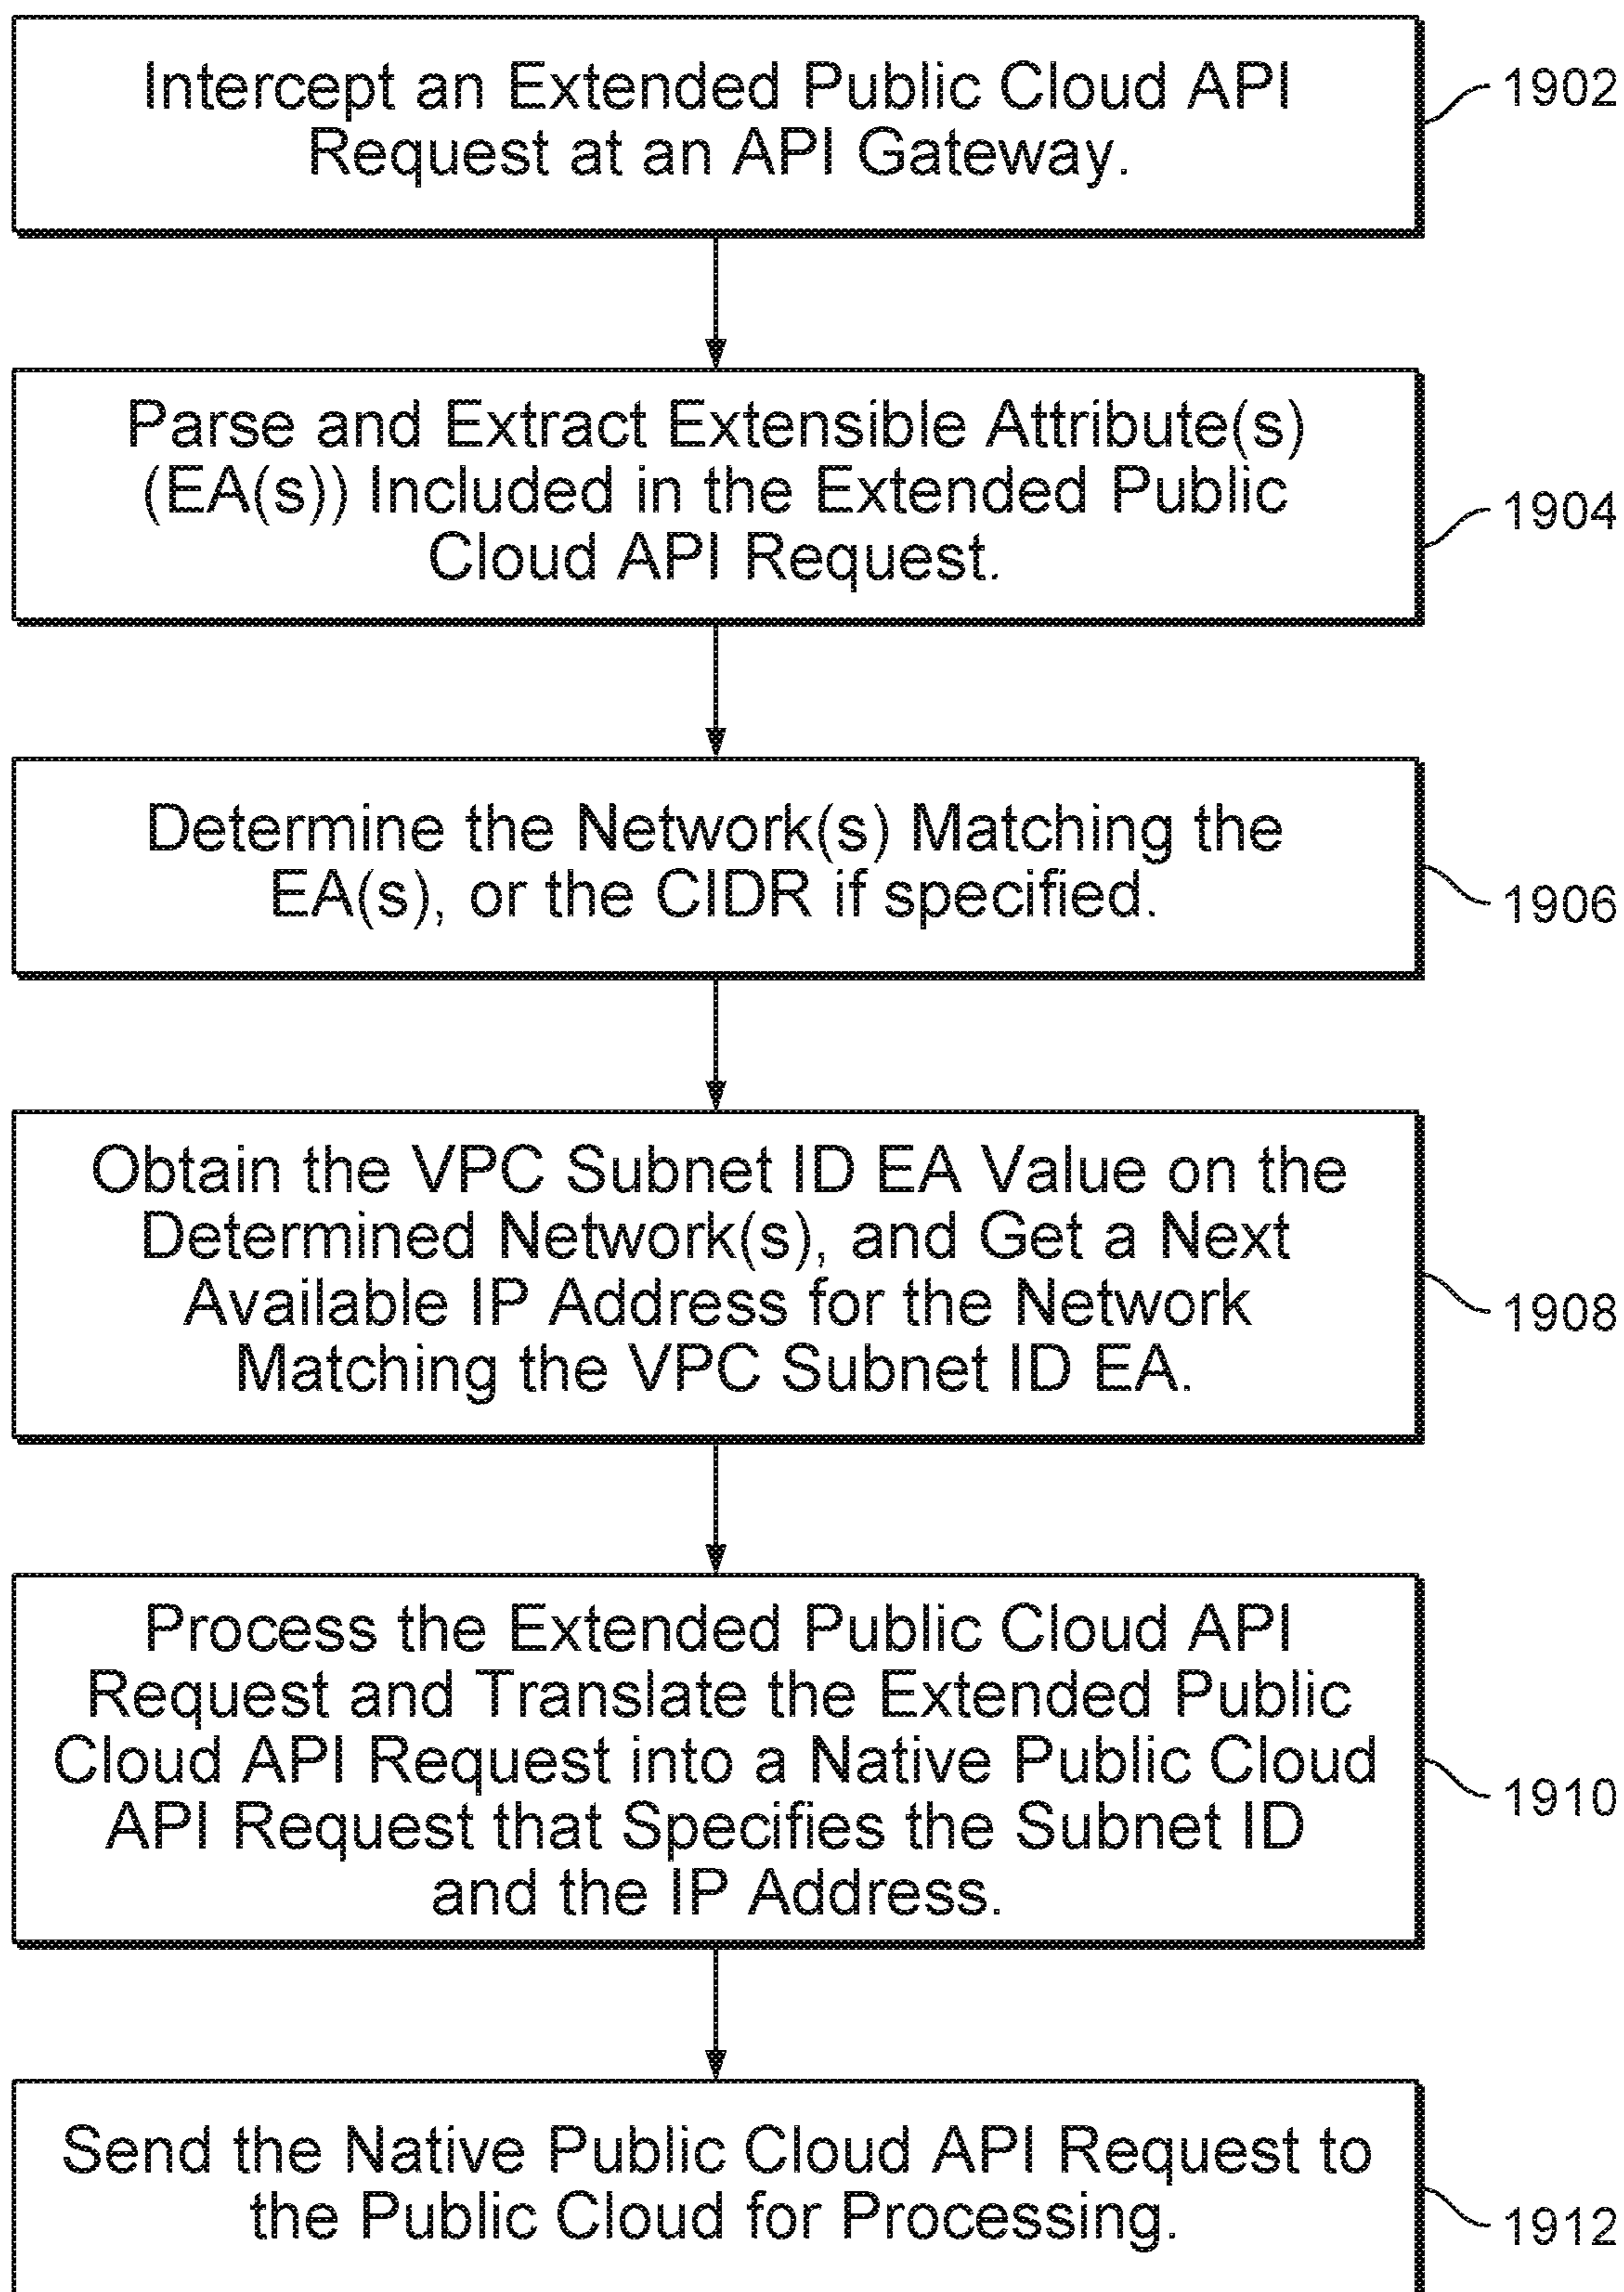 Intercept an Extended Public Cloud API
Request at an API Gateway.
1902
Parse and Extract Extensible Attribute(s)
(EA(s)) Included in the Extended Public
Cloud API Request.
1904
Determine the Network(s) Matching the
EA(s), or the CIDR if specified.
1906
Obtain the VPC Subnet ID EA Value on the
Determined Network(s), and Get a Next
Available IP Address for the Network
Matching the VPC Subnet ID EA.
1908
Process the Extended Public Cloud API
Request and Translate the Extended Public
Cloud API Request into a Native Public Cloud
API Request that Specifies the Subnet ID
and the IP Address.
1910
Send the Native Public Cloud API Request to
the Public Cloud for Processing.
1912